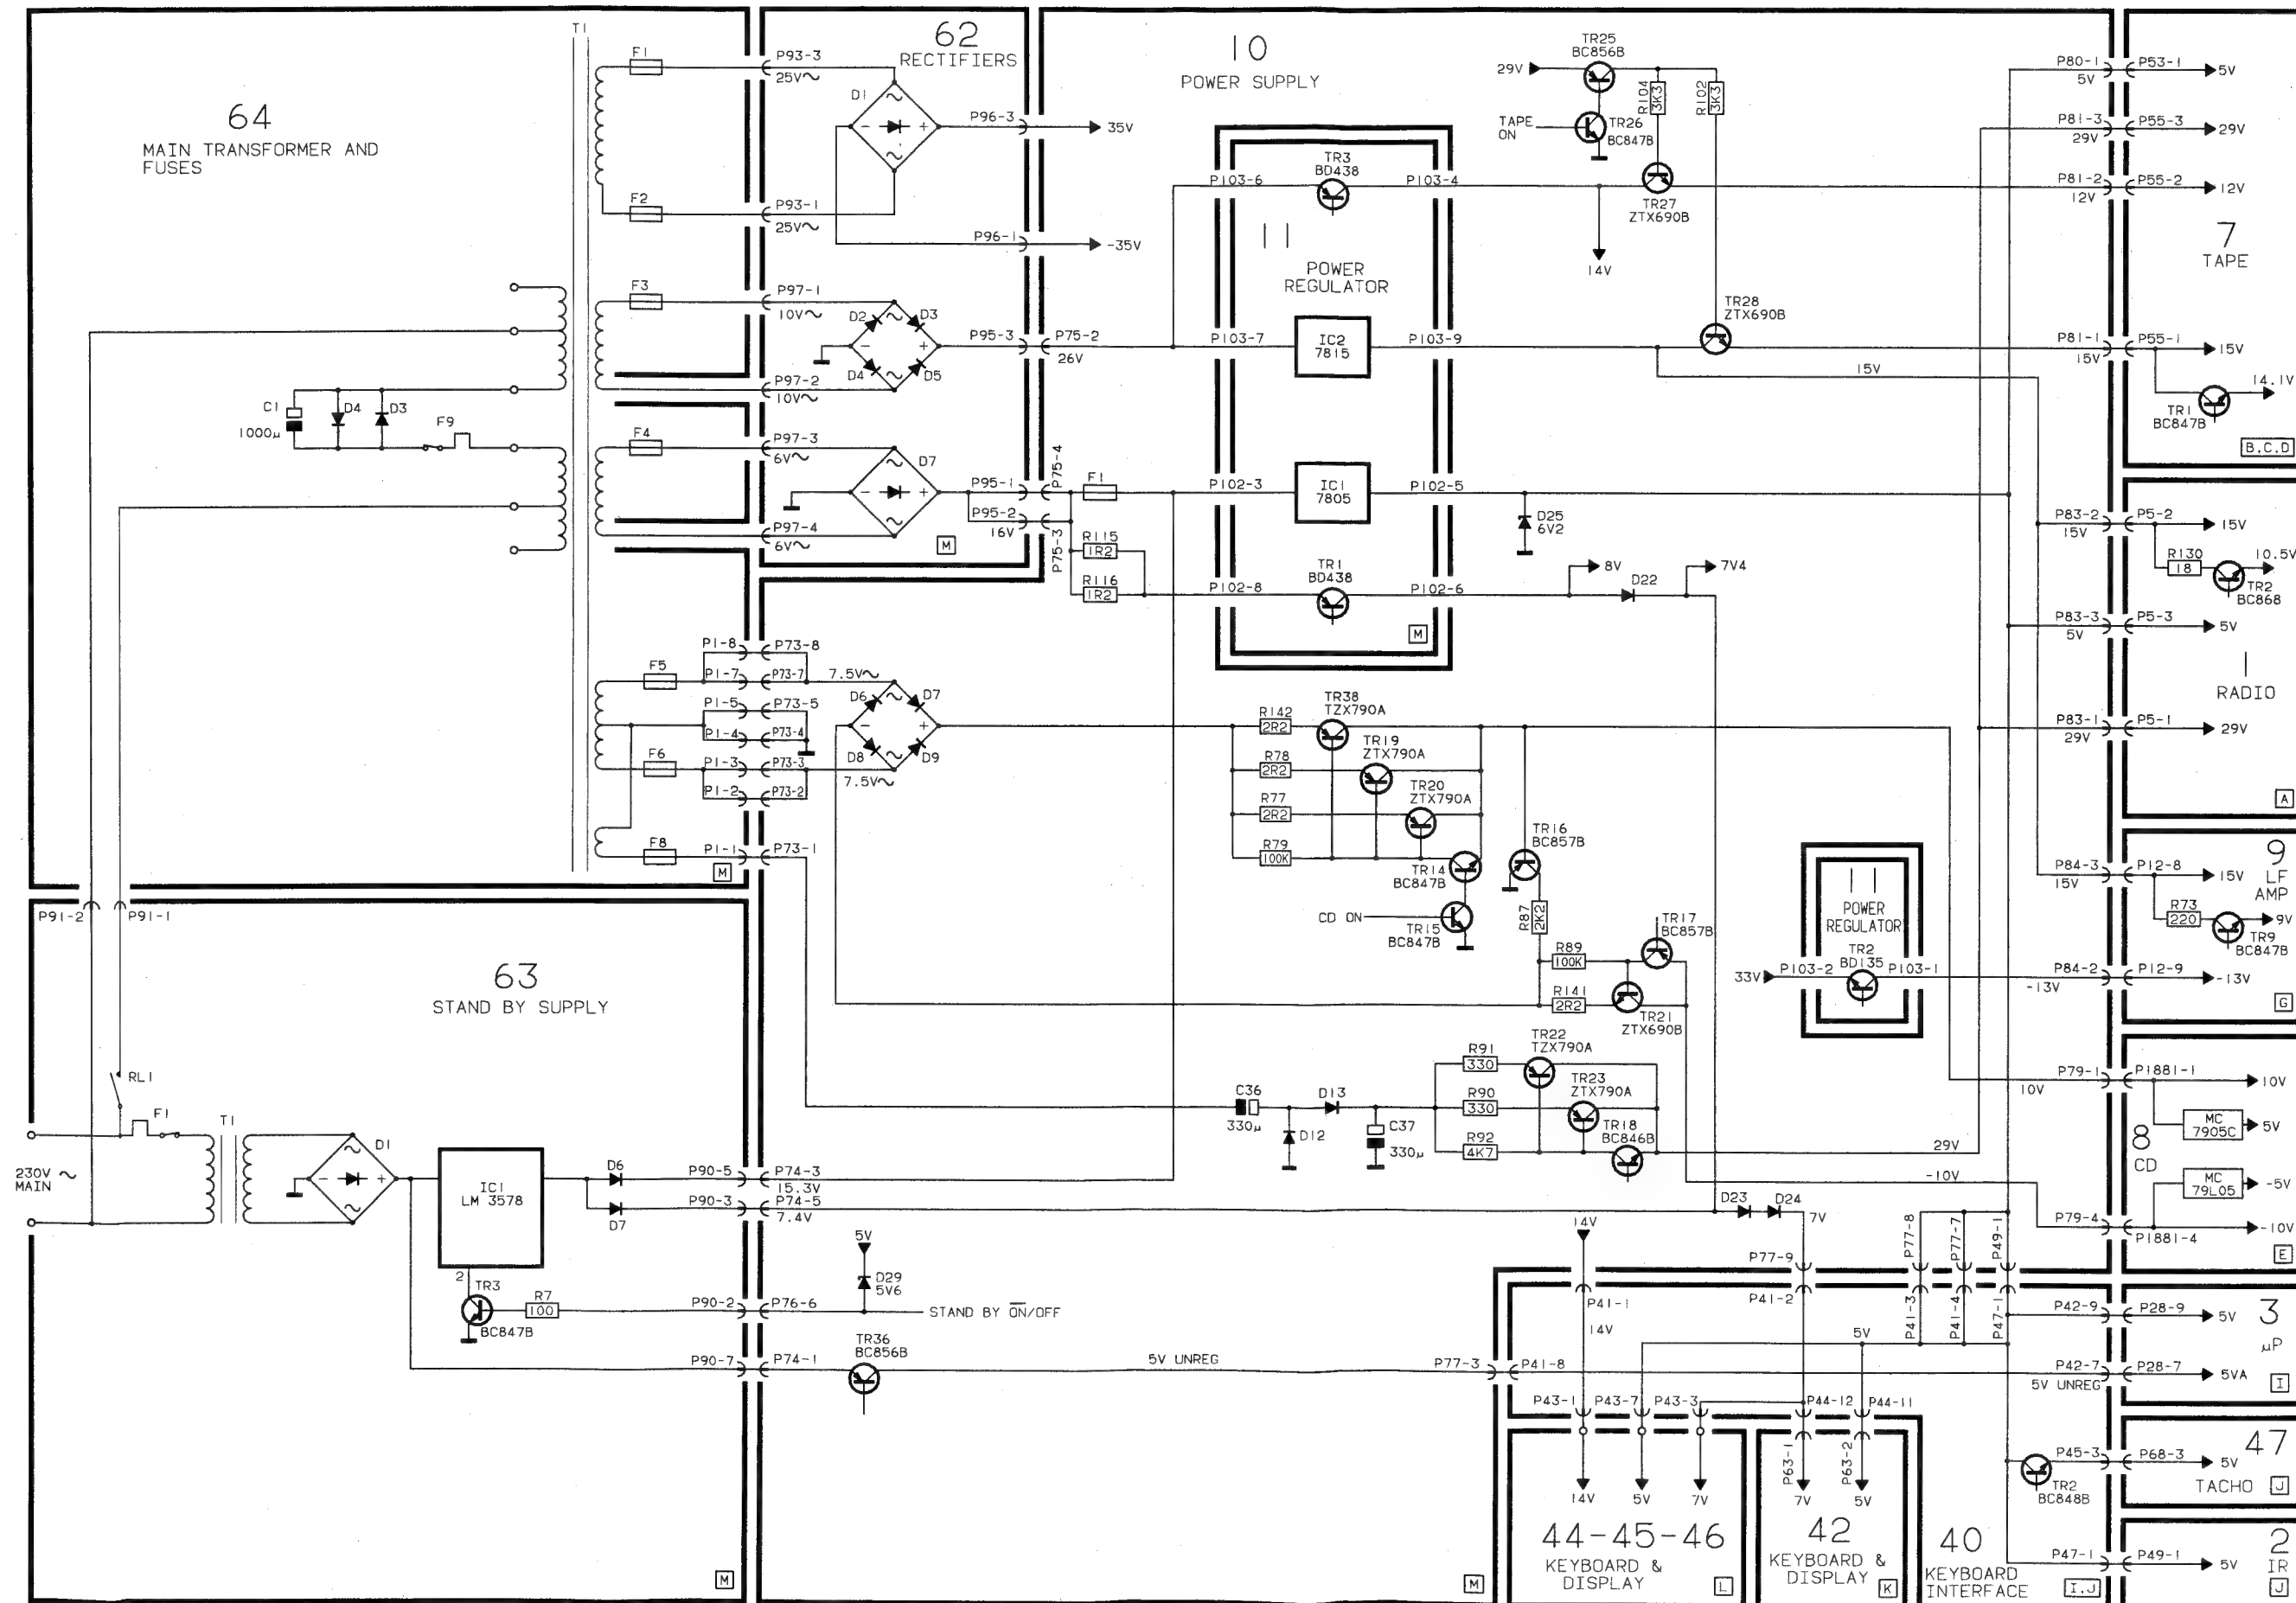 64
MAIN TRANSFORMER AND
FUSES
T1
F1
F2
F3
F4
C1
1000µ
D4
D3
F9
F5
F6
F8
P1-8
P1-7
P1-5
P1-4
P1-3
P1-2
P1-1
M
P91-2
P91-1
62
RECTIFIERS
P93-3
25V~
D1
~
-
+
~
P93-1
25V~
P96-3
P96-1
P97-1
10V~
D2
D3
D4
D5
~
-
+
P97-2
10V~
P95-3
P97-3
6V~
D7
~
-
+
~
P97-4
6V~
P95-1
P95-2
16V
M
10
POWER SUPPLY
35V
-35V
P75-2
26V
P75-4
P75-3
F1
R115
1R2
R116
1R2
29V
TR25
BC856B
TAPE
ON
TR26
BC847B
R104
3K3
R102
3K3
TR27
ZTX690B
14V
TR28
ZTX690B
15V
11
POWER
REGULATOR
P103-6
TR3
BD438
P103-4
P103-7
IC2
7815
P103-9
P102-3
IC1
7805
P102-5
P102-8
TR1
BD438
P102-6
M
D25
6V2
8V
D22
7V4
P73-8
P73-7
7.5V~
P73-5
P73-4
P73-3
P73-2
7.5V~
P73-1
D6
D7
D8
D9
~
-
+
R142
2R2
TR38
TZX790A
R78
2R2
TR19
ZTX790A
R77
2R2
TR20
ZTX790A
R79
100K
TR14
BC847B
CD ON
TR15
BC847B
TR16
BC857B
R87
2K2
TR17
BC857B
R89
100K
R141
2R2
TR21
ZTX690B
11
POWER
REGULATOR
TR2
BD135
33V
P103-2
P103-1
C36
330µ
D12
D13
C37
330µ
R91
330
TR22
TZX790A
R90
330
TR23
ZTX790A
R92
4K7
TR18
BC846B
29V
-10V
10V
D23
D24
7V
63
STAND BY SUPPLY
RL1
F1
T1
230V ~
MAIN
D1
~
-
+
~
IC1
LM 3578
2
TR3
BC847B
R7
100
D6
D7
P90-5
P90-3
P90-2
P90-7
M
P74-3
15.3V
P74-5
7.4V
5V
D29
5V6
P76-6
STAND BY O̅N̅/OFF
P74-1
TR36
BC856B
5V UNREG
P77-3
P41-8
M
14V
P41-1
14V
P77-9
P41-2
P77-8
P77-7
P49-1
P41-3
P41-4
P47-1
5V
P43-1
P43-7
P43-3
P44-12
P44-11
P63-1
P63-2
14V
5V
7V
44-45-46
KEYBOARD &
DISPLAY
L
7V
5V
42
KEYBOARD &
DISPLAY
K
40
KEYBOARD
INTERFACE
I.J
TR2
BC848B
P80-1
5V
P53-1
5V
P81-3
29V
P55-3
29V
P81-2
12V
P55-2
12V
7
TAPE
P81-1
15V
P55-1
15V
TR1
BC847B
14.1V
B.C.D
P83-2
15V
P5-2
15V
R130
18
10.5V
TR2
BC868
P83-3
5V
P5-3
5V
1
RADIO
P83-1
29V
P5-1
29V
A
P84-3
15V
P12-8
15V
9
LF
AMP
R73
220
9V
TR9
BC847B
P84-2
-13V
P12-9
-13V
G
P79-1
P1881-1
10V
MC
7905C
5V
8
CD
MC
79L05
-5V
P79-4
P1881-4
-10V
E
P42-9
P28-9
5V
3
µP
P42-7
5V UNREG
P28-7
5VA
I
P45-3
P68-3
5V
47
TACHO
J
P47-1
P49-1
5V
2
IR
J